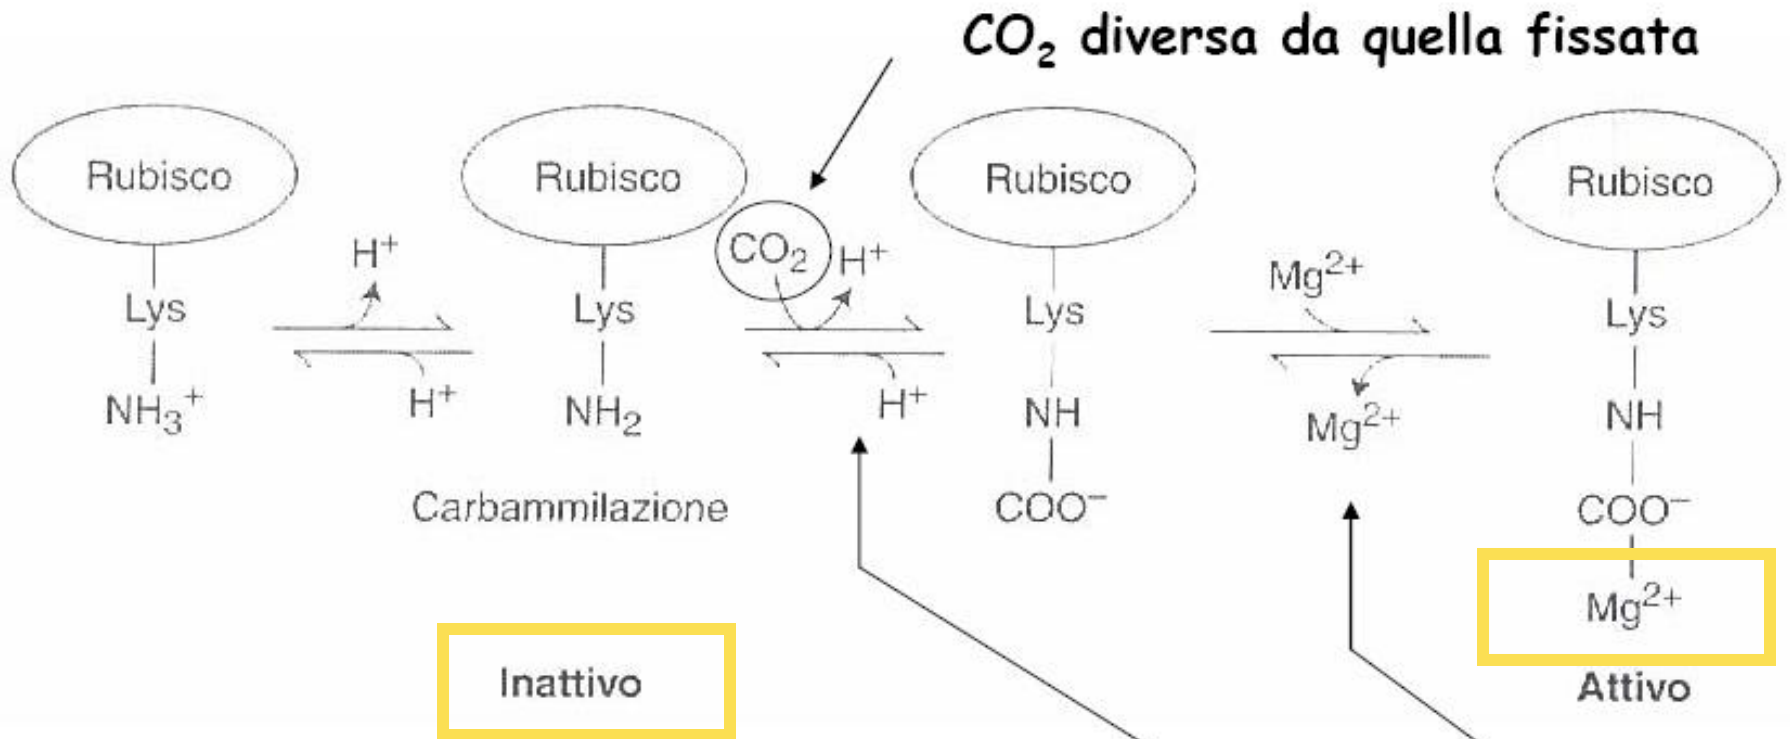 CO₂ diversa da quella fissata
Rubisco Rubisco Rubisco Rubisco
H⁺ CO₂ H⁺ Mg²⁺
Lys Lys Lys Lys
NH₃⁺ H⁺ NH₂ H⁺ NH Mg²⁺ NH
Carbammilazione COO⁻ COO⁻
Mg²⁺
Inattivo Attivo